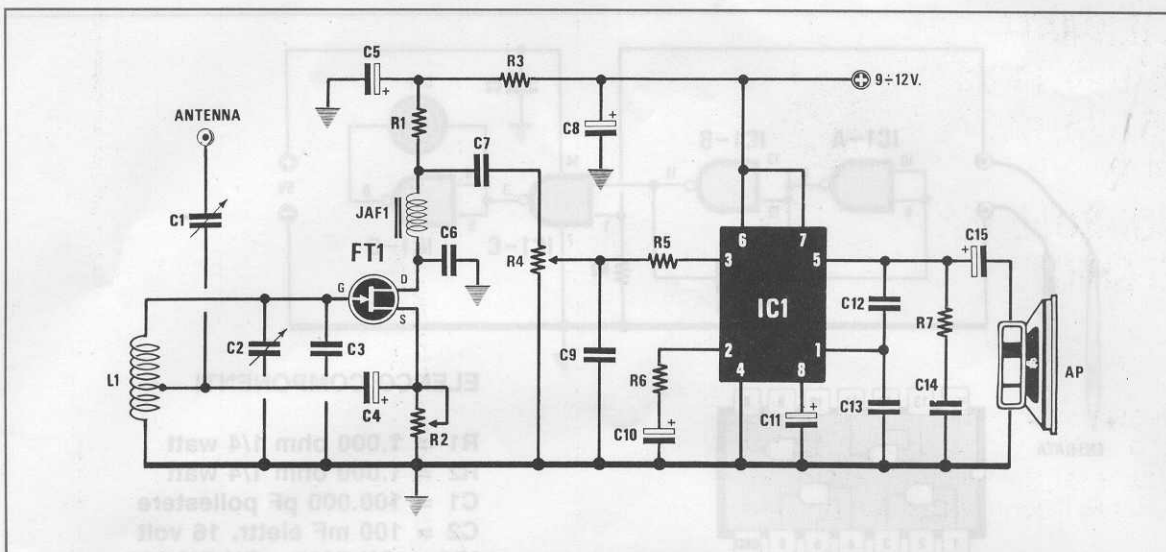 C5
R3
9÷12V.
ANTENNA
R1
C8
C7
C1
JAF1
C6
C15
FT1
D
G
S
R4
R5
6
7
3
5
IC1
C12
R7
C2
C3
L1
C9
2
1
4
8
R6
C4
R2
C10
C11
C13
C14
AP
IC1-B
IC1-A
ELENCO COMPONENTI
R1 = 1.000 ohm 1/4 watt
R2 = 1.000 ohm 1/4 watt
C1 = 100.000 pF poliestere
C2 = 100 mF elettr. 16 volt